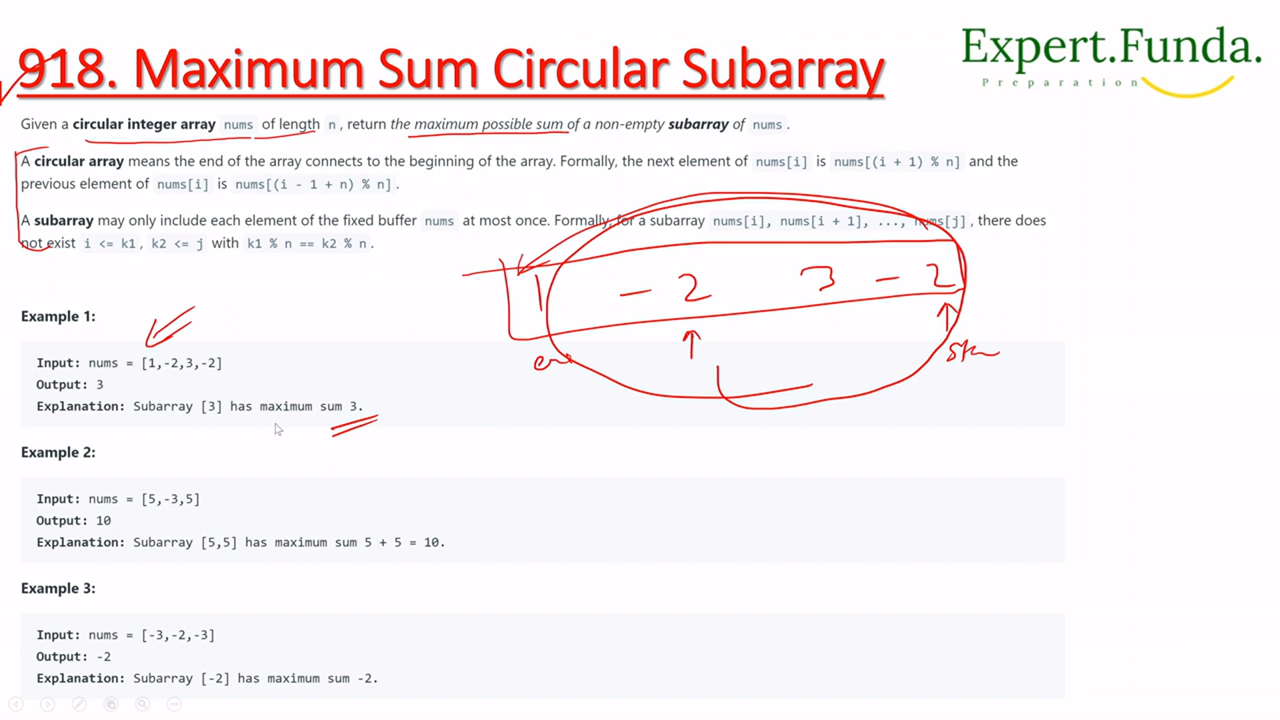 918. Maximum Sum Circular Subarray
Expert.Funda.
Preparation
Given a circular integer array nums of length n, return the maximum possible sum of a non-empty subarray of nums.
A circular array means the end of the array connects to the beginning of the array. Formally, the next element of nums[i] is nums[(i + 1) % n] and the
previous element of nums[i] is nums[(i - 1 + n) % n].
A subarray may only include each element of the fixed buffer nums at most once. Formally, for a subarray nums[i], nums[i + 1], ..., nums[j], there does
not exist i <= k1, k2 <= j with k1 % n == k2 % n.
1 -2 3 -2
Example 1:
Input: nums = [1,-2,3,-2]
Output: 3
Explanation: Subarray [3] has maximum sum 3.
Example 2:
Input: nums = [5,-3,5]
Output: 10
Explanation: Subarray [5,5] has maximum sum 5 + 5 = 10.
Example 3:
Input: nums = [-3,-2,-3]
Output: -2
Explanation: Subarray [-2] has maximum sum -2.